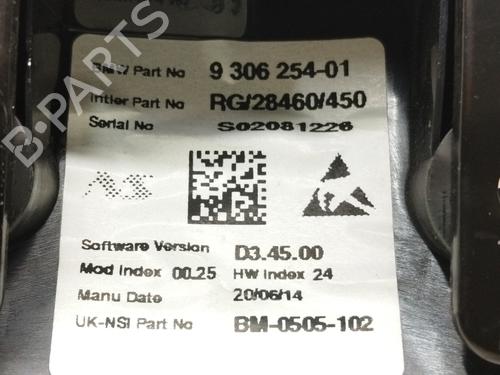 BMW Part No 9 306 254-01
Intier Part No RG/28460/450
Serial No S02081226
NS
Software Version D3.45.00
Mod Index 00.25 HW Index 24
Manu Date 20/06/14
UK-NSI Part No BM-0505-102
B-PARTS